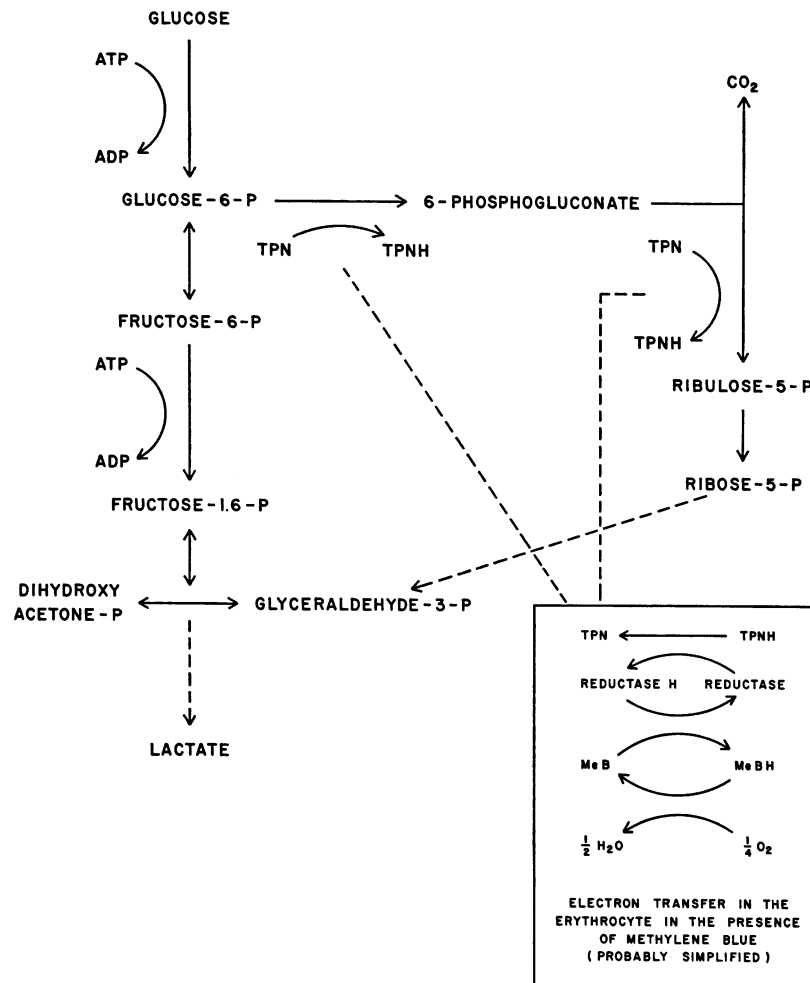 GLUCOSE
ATP
ADP
CO₂
GLUCOSE-6-P
6-PHOSPHOGLUCONATE
TPN
TPNH
TPN
TPNH
FRUCTOSE-6-P
ATP
ADP
RIBULOSE-5-P
RIBOSE-5-P
FRUCTOSE-1.6-P
DIHYDROXY
ACETONE-P
GLYCERALDEHYDE-3-P
LACTATE
TPN TPNH
REDUCTASE H REDUCTASE
MeB MeBH
½ H₂O ¼ O₂
ELECTRON TRANSFER IN THE
ERYTHROCYTE IN THE PRESENCE
OF METHYLENE BLUE
(PROBABLY SIMPLIFIED)